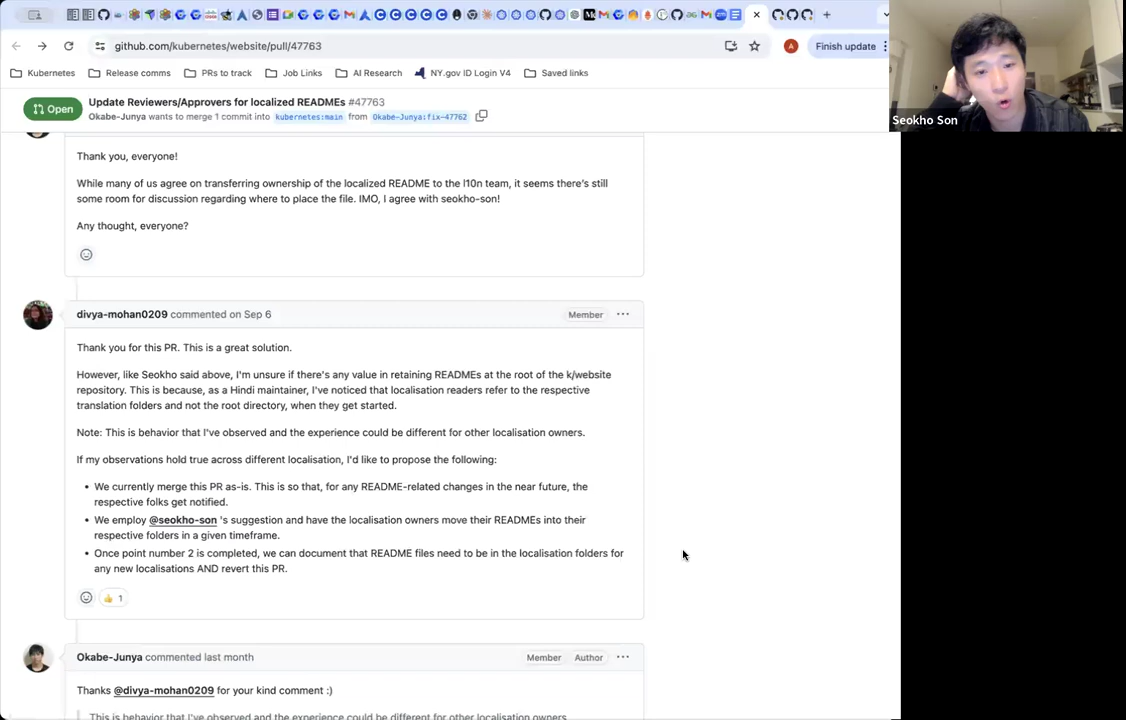 github.com/kubernetes/website/pull/47763
Finish update
Kubernetes
Release comms
PRs to track
Job Links
AI Research
NY.gov ID Login V4
Saved links
Open
Update Reviewers/Approvers for localized READMEs #47763
Okabe-Junya wants to merge 1 commit into kubernetes:main from Okabe-Junya:fix-47762
Seokho Son
Thank you, everyone!
While many of us agree on transferring ownership of the localized README to the l10n team, it seems there's still
some room for discussion regarding where to place the file. IMO, I agree with seokho-son!
Any thought, everyone?
divya-mohan0209 commented on Sep 6
Member
Thank you for this PR. This is a great solution.
However, like Seokho said above, I'm unsure if there's any value in retaining READMEs at the root of the k/website
repository. This is because, as a Hindi maintainer, I've noticed that localisation readers refer to the respective
translation folders and not the root directory, when they get started.
Note: This is behavior that I've observed and the experience could be different for other localisation owners.
If my observations hold true across different localisation, I'd like to propose the following:
• We currently merge this PR as-is. This is so that, for any README-related changes in the near future, the
respective folks get notified.
• We employ @seokho-son 's suggestion and have the localisation owners move their READMEs into their
respective folders in a given timeframe.
• Once point number 2 is completed, we can document that README files need to be in the localisation folders for
any new localisations AND revert this PR.
👍 1
Okabe-Junya commented last month
Member
Author
Thanks @divya-mohan0209 for your kind comment :)
This is behavior that I've observed and the experience could be different for other localisation owners.